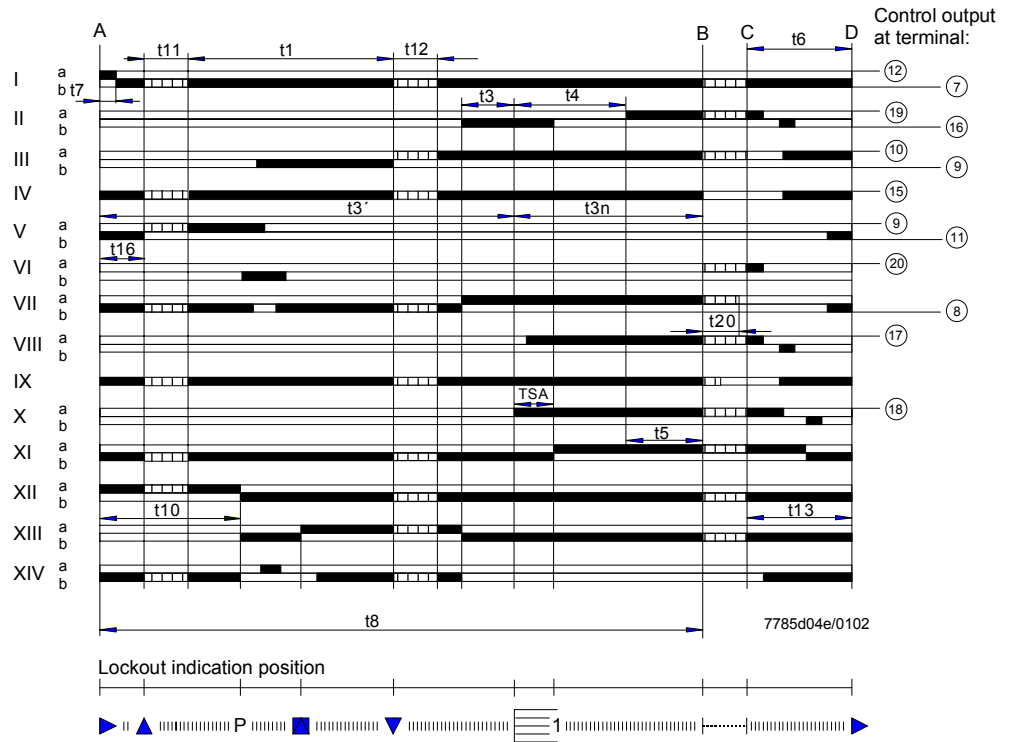 Control output
at terminal:
A B C D
t11 t1 t12 t6
I a 12
t7 b 7
t3 t4
II a 19
b 16
III a 10
b 9
IV 15
t3´ t3n
V a 9
b 11
t16
VI a 20
b
VII a
b 8
t20
VIII a 17
b
IX
TSA
X a 18
b
t5
XI a
b
XII a
b
t10 t13
XIII a
b
XIV a
b
t8
7785d04e/0102
Lockout indication position
P 1